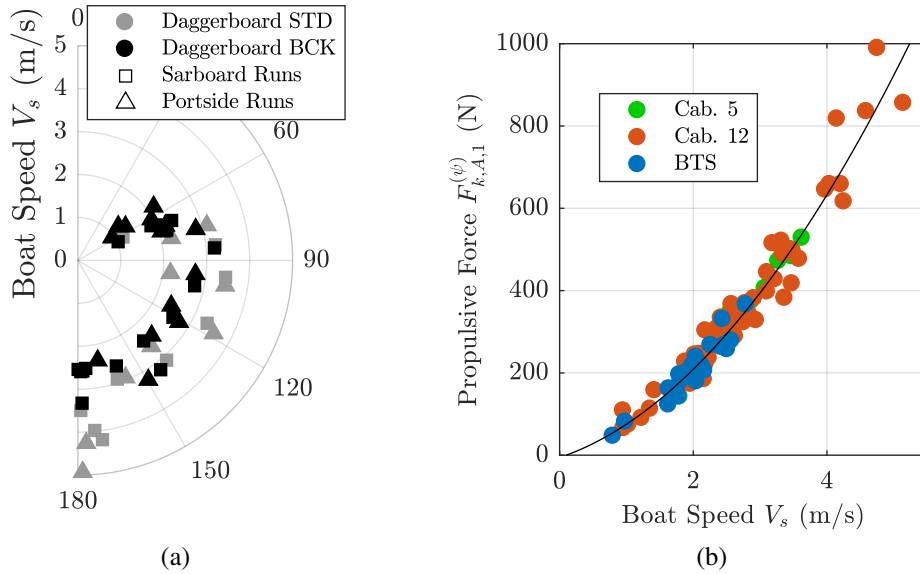 0
Daggerboard STD
Daggerboard BCK
Sarboard Runs
Portside Runs
Boat Speed V_s (m/s)
5
4
3
2
1
0
60
90
120
150
180
(a)
1000
800
600
400
200
0
Propulsive Force F_{k,A,1}^{(ψ)} (N)
Cab. 5
Cab. 12
BTS
0
2
4
Boat Speed V_s (m/s)
(b)